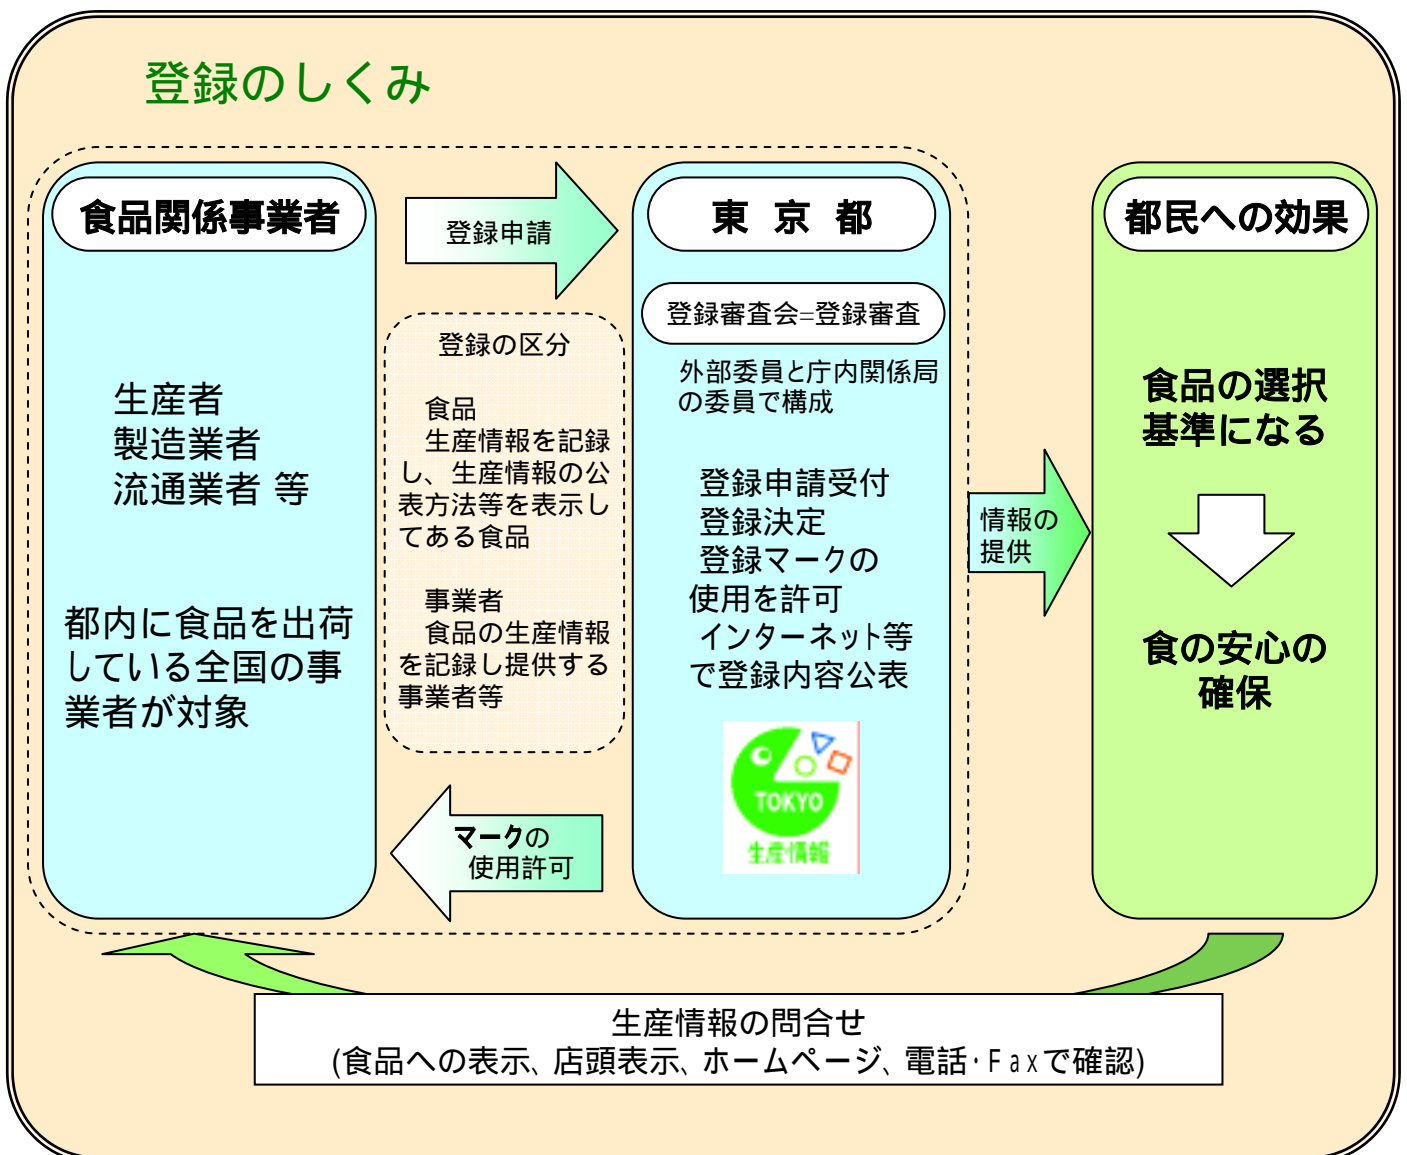 登録のしくみ
食品関係事業者
生産者
製造業者
流通業者 等
都内に食品を出荷
している全国の事
業者が対象
登録申請
登録の区分
食品
生産情報を記録
し、生産情報の公
表方法等を表示し
てある食品
事業者
食品の生産情報
を記録し提供する
事業者等
マークの
使用許可
東 京 都
登録審査会=登録審査
外部委員と庁内関係局
の委員で構成
登録申請受付
登録決定
登録マークの
使用を許可
インターネット等
で登録内容公表
TOKYO
生産情報
情報の
提供
都民への効果
食品の選択
基準になる
食の安心の
確保
生産情報の問合せ
(食品への表示、店頭表示、ホームページ、電話・Faxで確認)